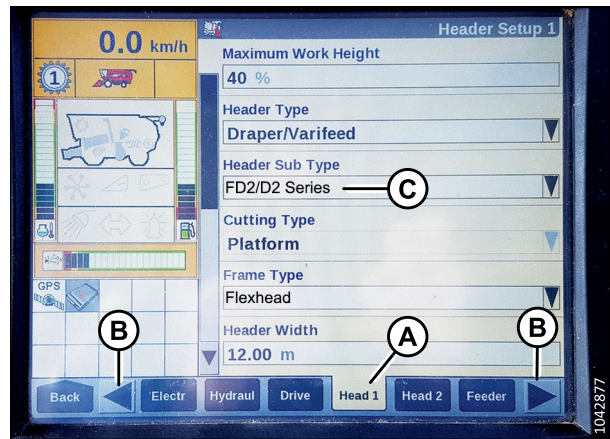 0.0 km/h
Header Setup 1
1
Maximum Work Height
40 %
Header Type
Draper/Varifeed
Header Sub Type
FD2/D2 Series
C
Cutting Type
Platform
Frame Type
GPS
Flexhead
Header Width
B
A
B
12.00 m
Back
Electr
Hydraul
Drive
Head 1
Head 2
Feeder
1042877